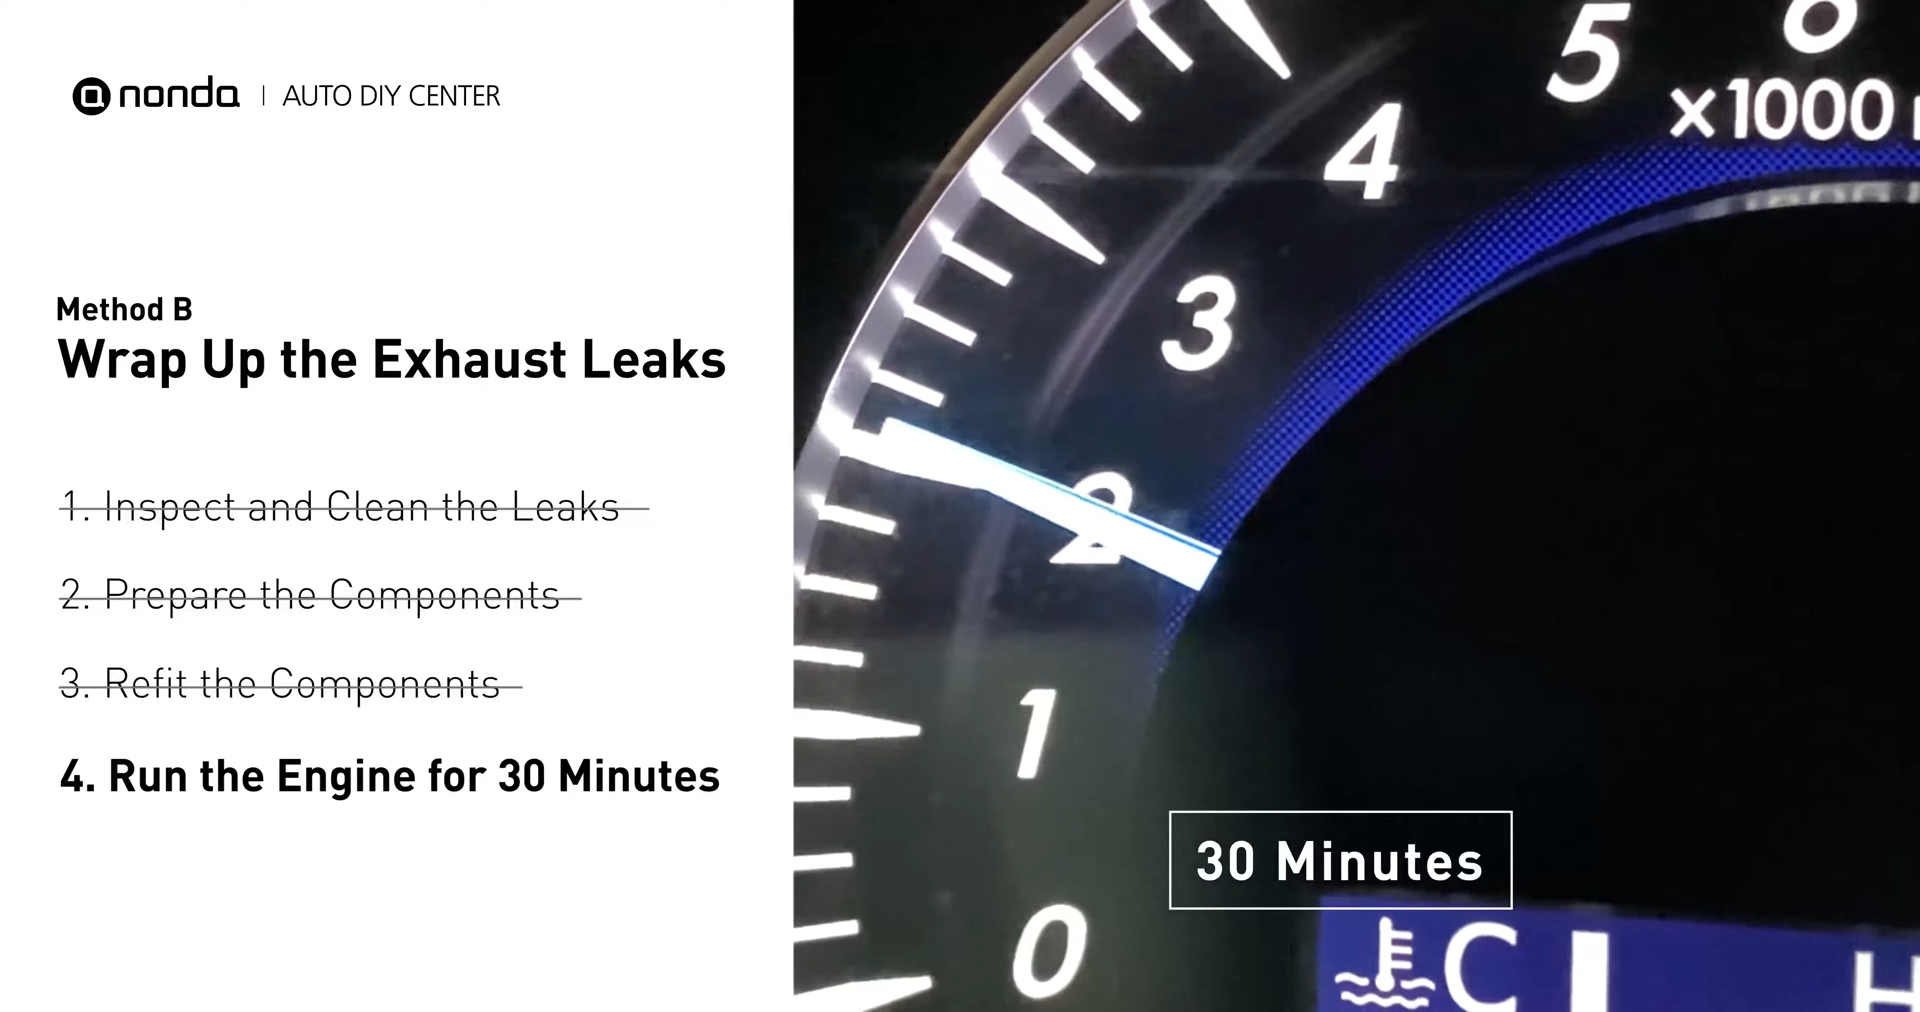 nonda | AUTO DIY CENTER
Method B
Wrap Up the Exhaust Leaks
1. Inspect and Clean the Leaks
2. Prepare the Components
3. Refit the Components
4. Run the Engine for 30 Minutes
6
5
x1000
4
3
2
1
0
30 Minutes
C
H